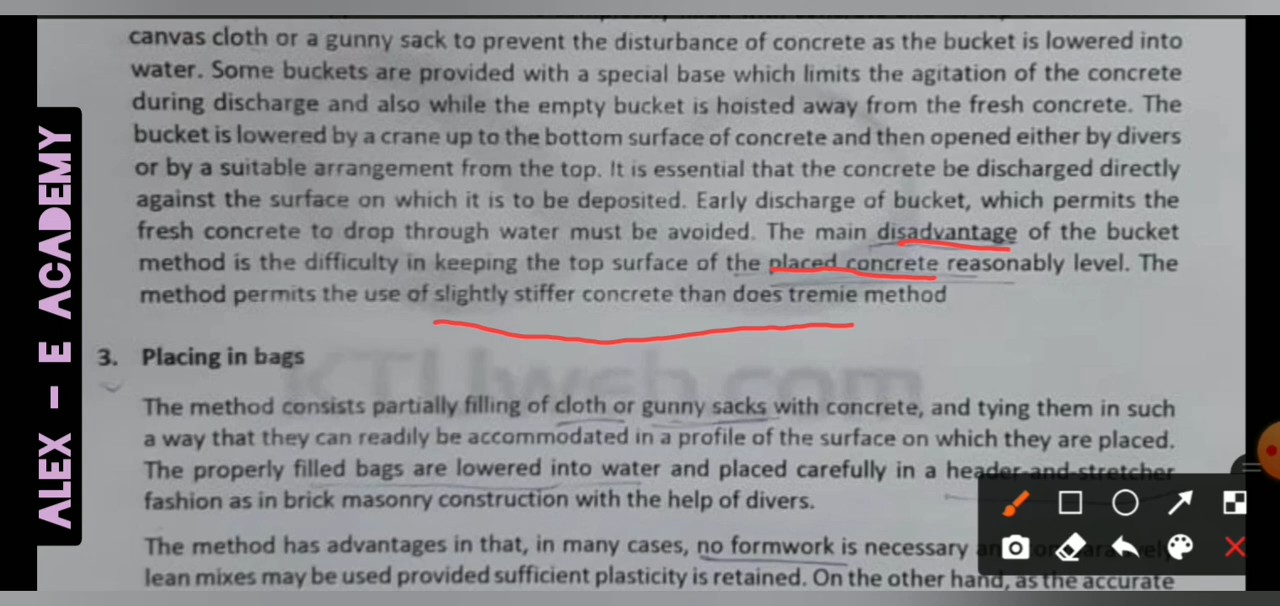 canvas cloth or a gunny sack to prevent the disturbance of concrete as the bucket is lowered into
water. Some buckets are provided with a special base which limits the agitation of the concrete
during discharge and also while the empty bucket is hoisted away from the fresh concrete. The
bucket is lowered by a crane up to the bottom surface of concrete and then opened either by divers
or by a suitable arrangement from the top. It is essential that the concrete be discharged directly
against the surface on which it is to be deposited. Early discharge of bucket, which permits the
fresh concrete to drop through water must be avoided. The main disadvantage of the bucket
method is the difficulty in keeping the top surface of the placed concrete reasonably level. The
method permits the use of slightly stiffer concrete than does tremie method
3. Placing in bags
KTUweb.com
The method consists partially filling of cloth or gunny sacks with concrete, and tying them in such
a way that they can readily be accommodated in a profile of the surface on which they are placed.
The properly filled bags are lowered into water and placed carefully in a header-and-stretcher
fashion as in brick masonry construction with the help of divers.
The method has advantages in that, in many cases, no formwork is necessary
lean mixes may be used provided sufficient plasticity is retained. On the other hand, as the accurate
ALEX - E ACADEMY